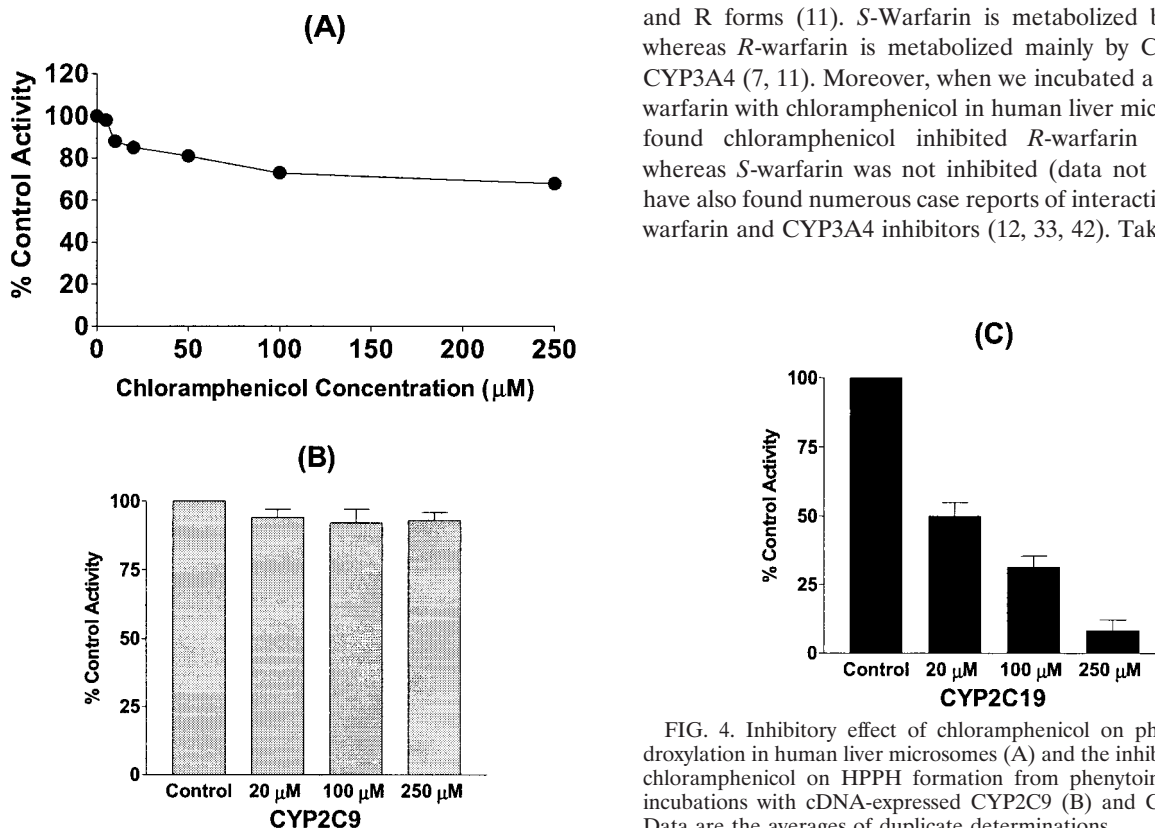 (A)
120
100
80
60
40
20
0
% Control Activity
0 50 100 150 200 250
Chloramphenicol Concentration (μM)
(B)
100
75
50
25
0
% Control Activity
Control 20 μM 100 μM 250 μM
CYP2C9
and R forms (11). S-Warfarin is metabolized b
whereas R-warfarin is metabolized mainly by C
CYP3A4 (7, 11). Moreover, when we incubated a
warfarin with chloramphenicol in human liver mic
found chloramphenicol inhibited R-warfarin
whereas S-warfarin was not inhibited (data not
have also found numerous case reports of interacti
warfarin and CYP3A4 inhibitors (12, 33, 42). Tak
(C)
100
75
50
25
0
% Control Activity
Control 20 μM 100 μM 250 μM
CYP2C19
FIG. 4. Inhibitory effect of chloramphenicol on ph
droxylation in human liver microsomes (A) and the inhib
chloramphenicol on HPPH formation from phenytoin
incubations with cDNA-expressed CYP2C9 (B) and C
Data are the averages of duplicate determinations